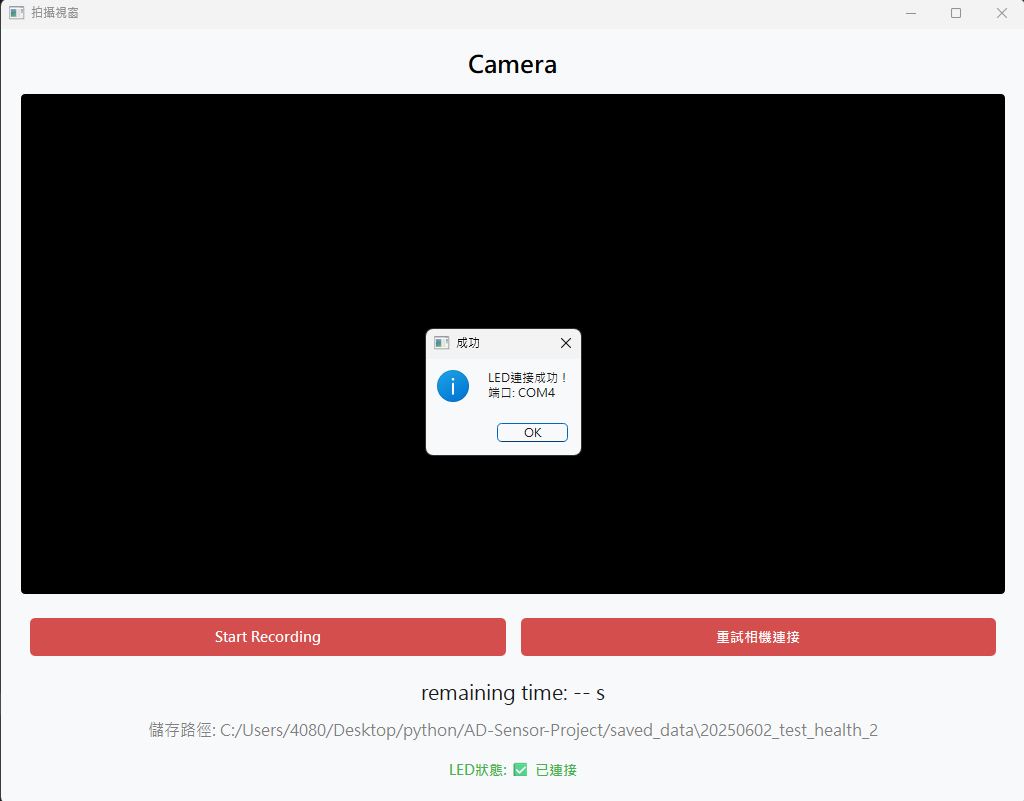 拍攝視窗
Camera
成功
LED連接成功！
端口: COM4
OK
Start Recording
重試相機連接
remaining time: -- s
儲存路徑: C:/Users/4080/Desktop/python/AD-Sensor-Project/saved_data\20250602_test_health_2
LED狀態: ✅ 已連接